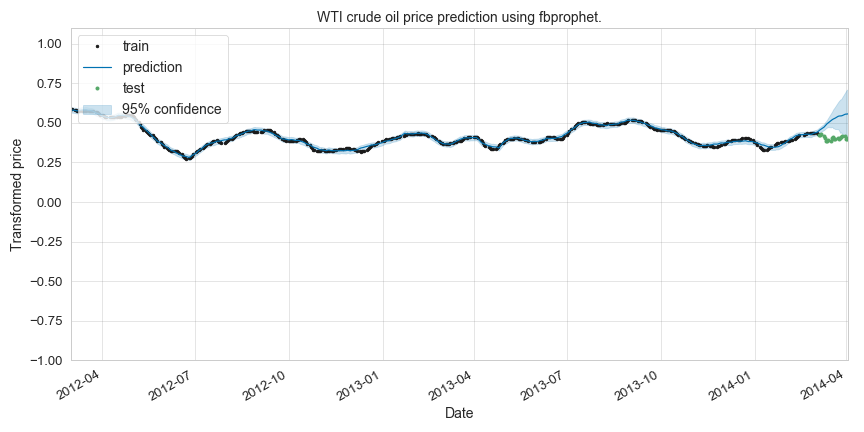 WTI crude oil price prediction using fbprophet.
train
prediction
test
95% confidence
Transformed price
1.00
0.75
0.50
0.25
0.00
−0.25
−0.50
−0.75
−1.00
2012-04
2012-07
2012-10
2013-01
2013-04
2013-07
2013-10
2014-01
2014-04
Date